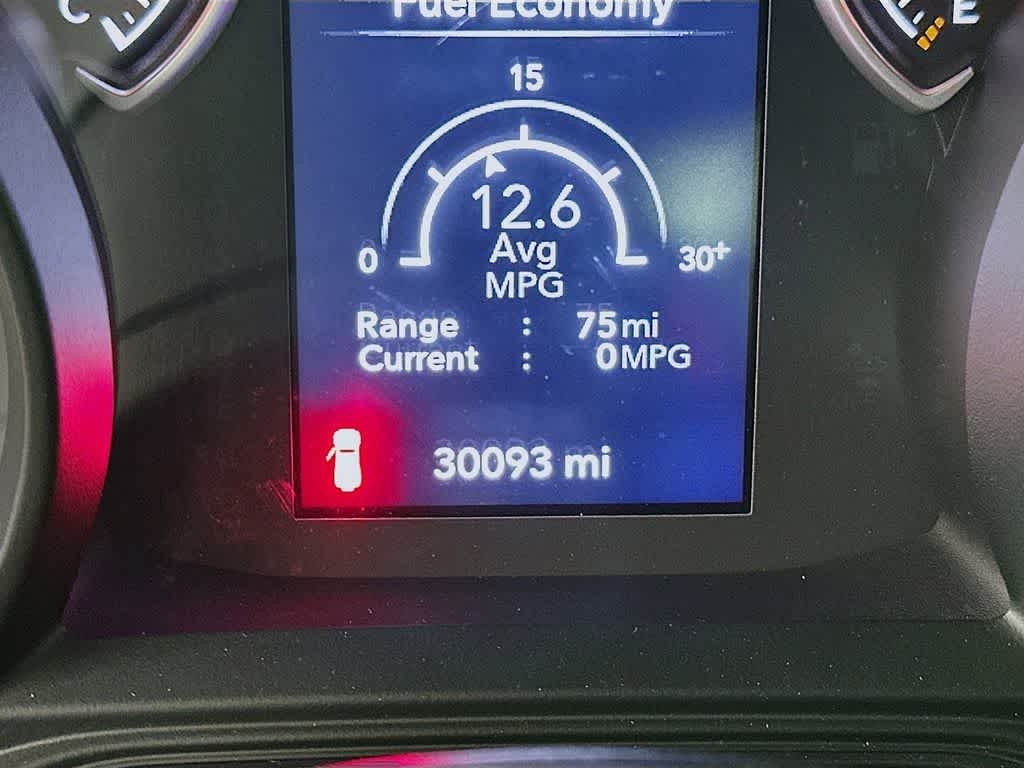 C
E
Fuel Economy
15
12.6
Avg
MPG
0
30+
Range : 75 mi
Current : 0 MPG
30093 mi